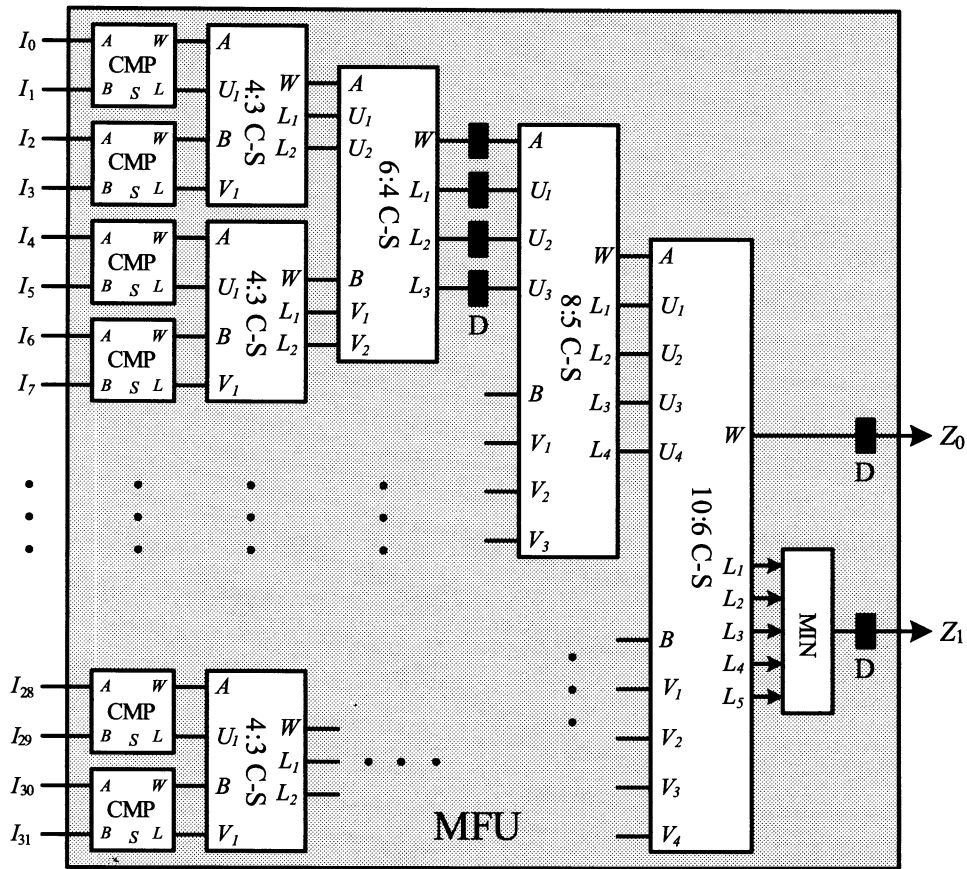 I0
A W
CMP
B S L
I1
I2
A W
CMP
B S L
I3
I4
A W
CMP
B S L
I5
I6
A W
CMP
B S L
I7
I28
A W
CMP
B S L
I29
I30
A W
CMP
B S L
I31
A
U1
B
V1
4:3 C-S
W
L1
L2
A
U1
B
V1
4:3 C-S
W
L1
L2
A
U1
B
V1
4:3 C-S
W
L1
L2
A
U1
U2
B
V1
V2
6:4 C-S
W
L1
L2
L3
D
A
U1
U2
U3
B
V1
V2
V3
8:5 C-S
W
L1
L2
L3
L4
A
U1
U2
U3
U4
B
V1
V2
V3
V4
10:6 C-S
W
L1
L2
L3
L4
L5
MIN
D
Z0
D
Z1
MFU